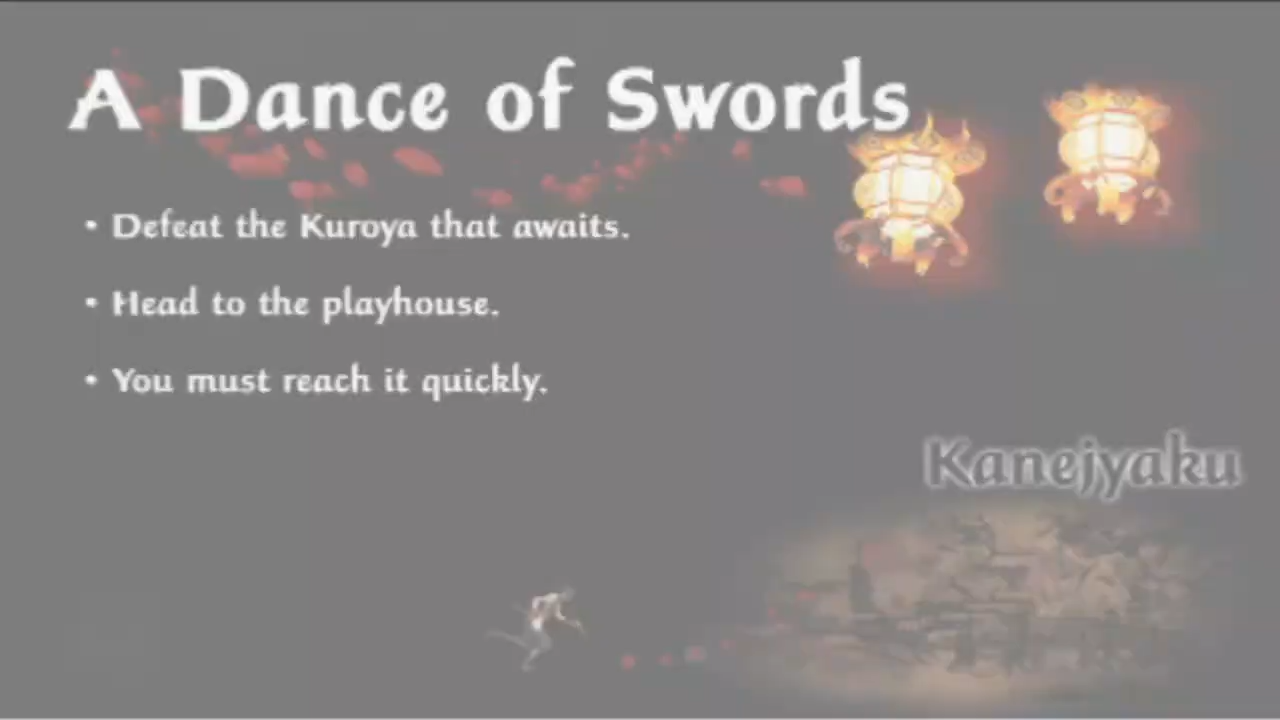 A Dance of Swords
• Defeat the Kuroya that awaits.
• Head to the playhouse.
• You must reach it quickly.
Kanejyaku